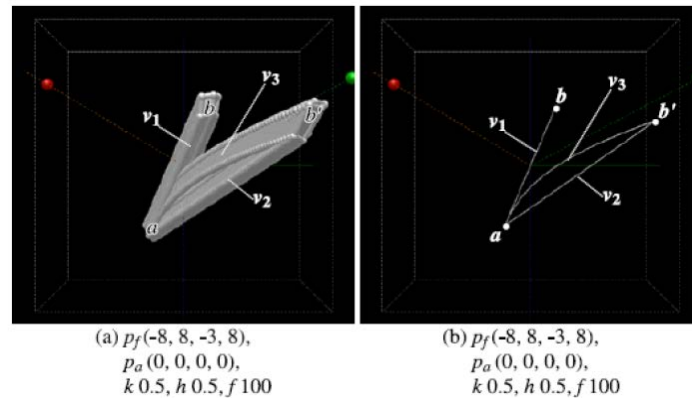 v1
b
v3
b'
v2
a
b
v3
b'
v1
v2
a
(a) pf(-8, 8, -3, 8),
pa (0, 0, 0, 0),
k 0.5, h 0.5, f 100
(b) pf(-8, 8, -3, 8),
pa (0, 0, 0, 0),
k 0.5, h 0.5, f 100